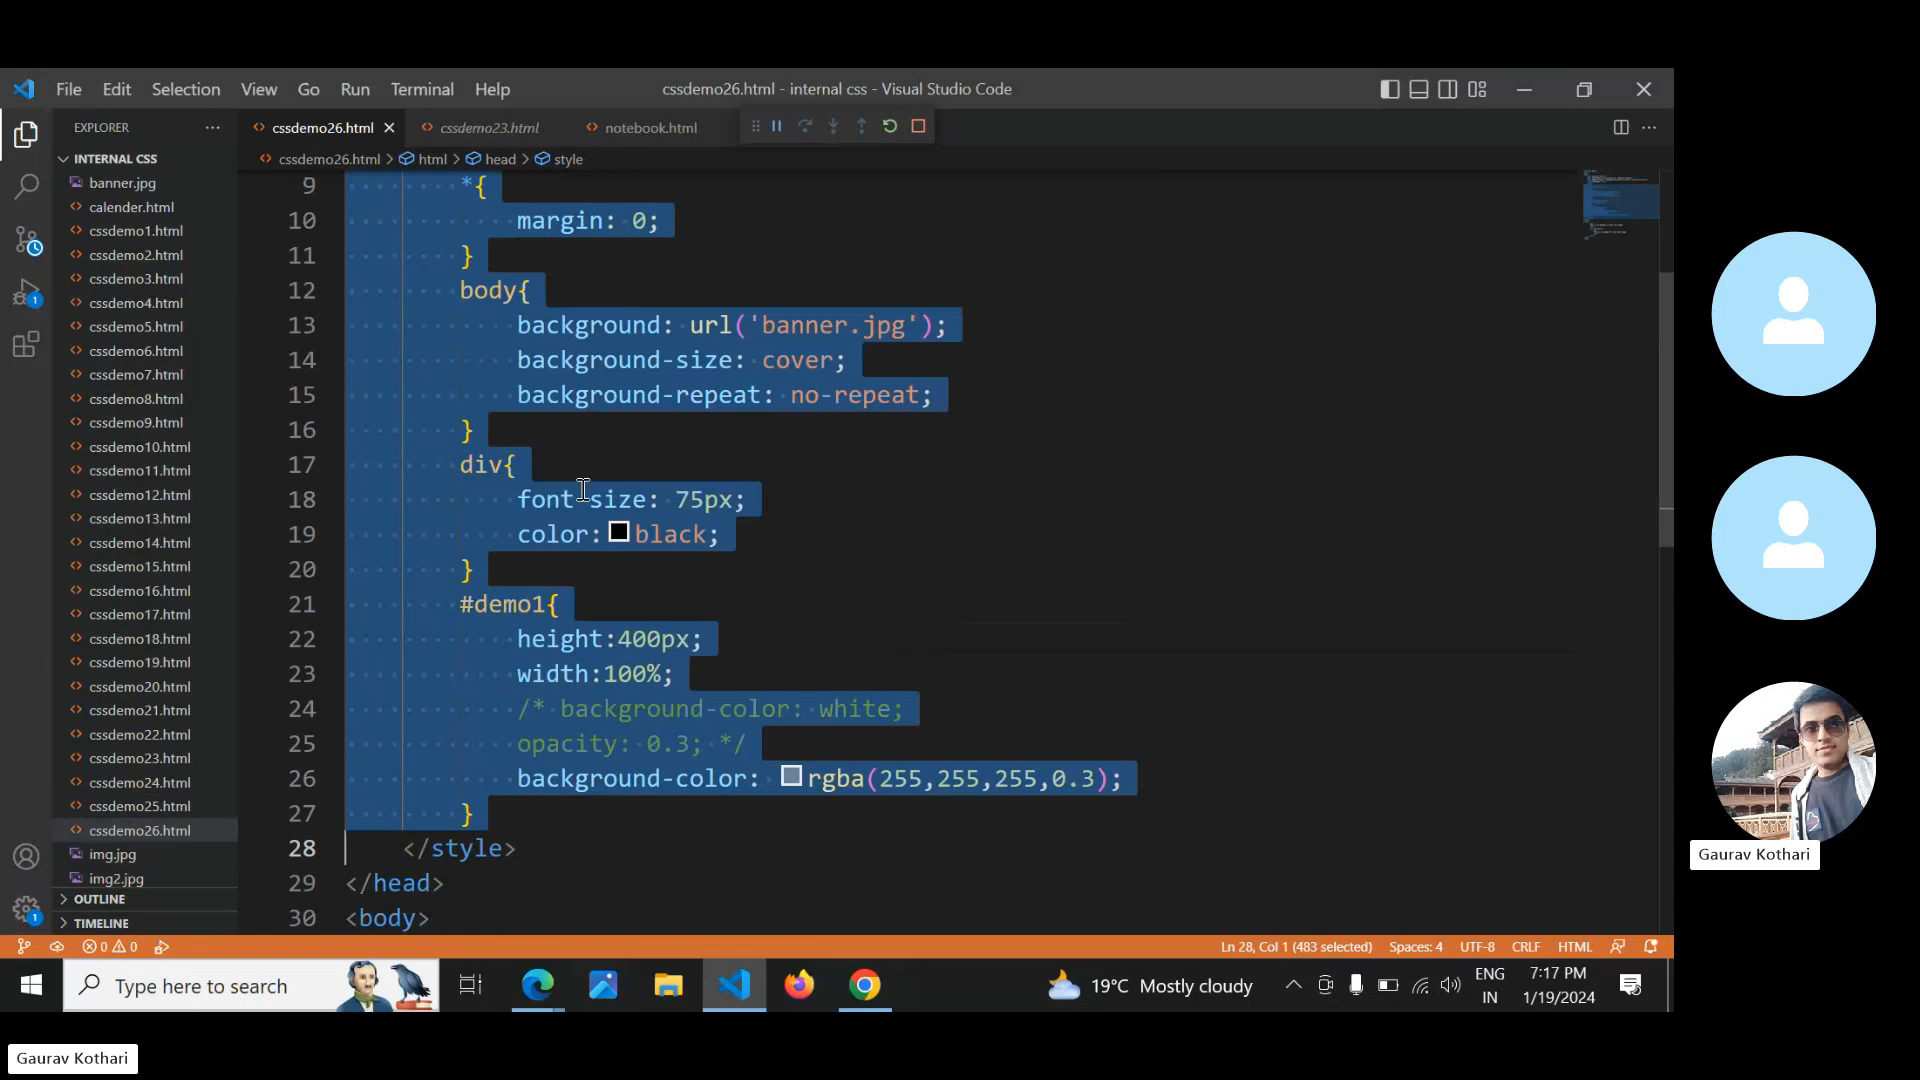 File Edit Selection View Go Run Terminal Help
cssdemo26.html - internal css - Visual Studio Code
EXPLORER
cssdemo26.html
cssdemo23.html
notebook.html
INTERNAL CSS
cssdemo26.html > html > head > style
banner.jpg
calender.html
cssdemo1.html
cssdemo2.html
cssdemo3.html
cssdemo4.html
cssdemo5.html
cssdemo6.html
cssdemo7.html
cssdemo8.html
cssdemo9.html
cssdemo10.html
cssdemo11.html
cssdemo12.html
cssdemo13.html
cssdemo14.html
cssdemo15.html
cssdemo16.html
cssdemo17.html
cssdemo18.html
cssdemo19.html
cssdemo20.html
cssdemo21.html
cssdemo22.html
cssdemo23.html
cssdemo24.html
cssdemo25.html
cssdemo26.html
img.jpg
img2.jpg
OUTLINE
TIMELINE
9 *{
10 margin: 0;
11 }
12 body{
13 background: url('banner.jpg');
14 background-size: cover;
15 background-repeat: no-repeat;
16 }
17 div{
18 font-size: 75px;
19 color: black;
20 }
21 #demo1{
22 height:400px;
23 width:100%;
24 /* background-color: white;
25 opacity: 0.3; */
26 background-color: rgba(255,255,255,0.3);
27 }
28 </style>
29 </head>
30 <body>
1
1
0 0
Ln 28, Col 1 (483 selected) Spaces: 4 UTF-8 CRLF HTML
Type here to search
19°C Mostly cloudy
ENG
IN
7:17 PM
1/19/2024
Gaurav Kothari
Gaurav Kothari